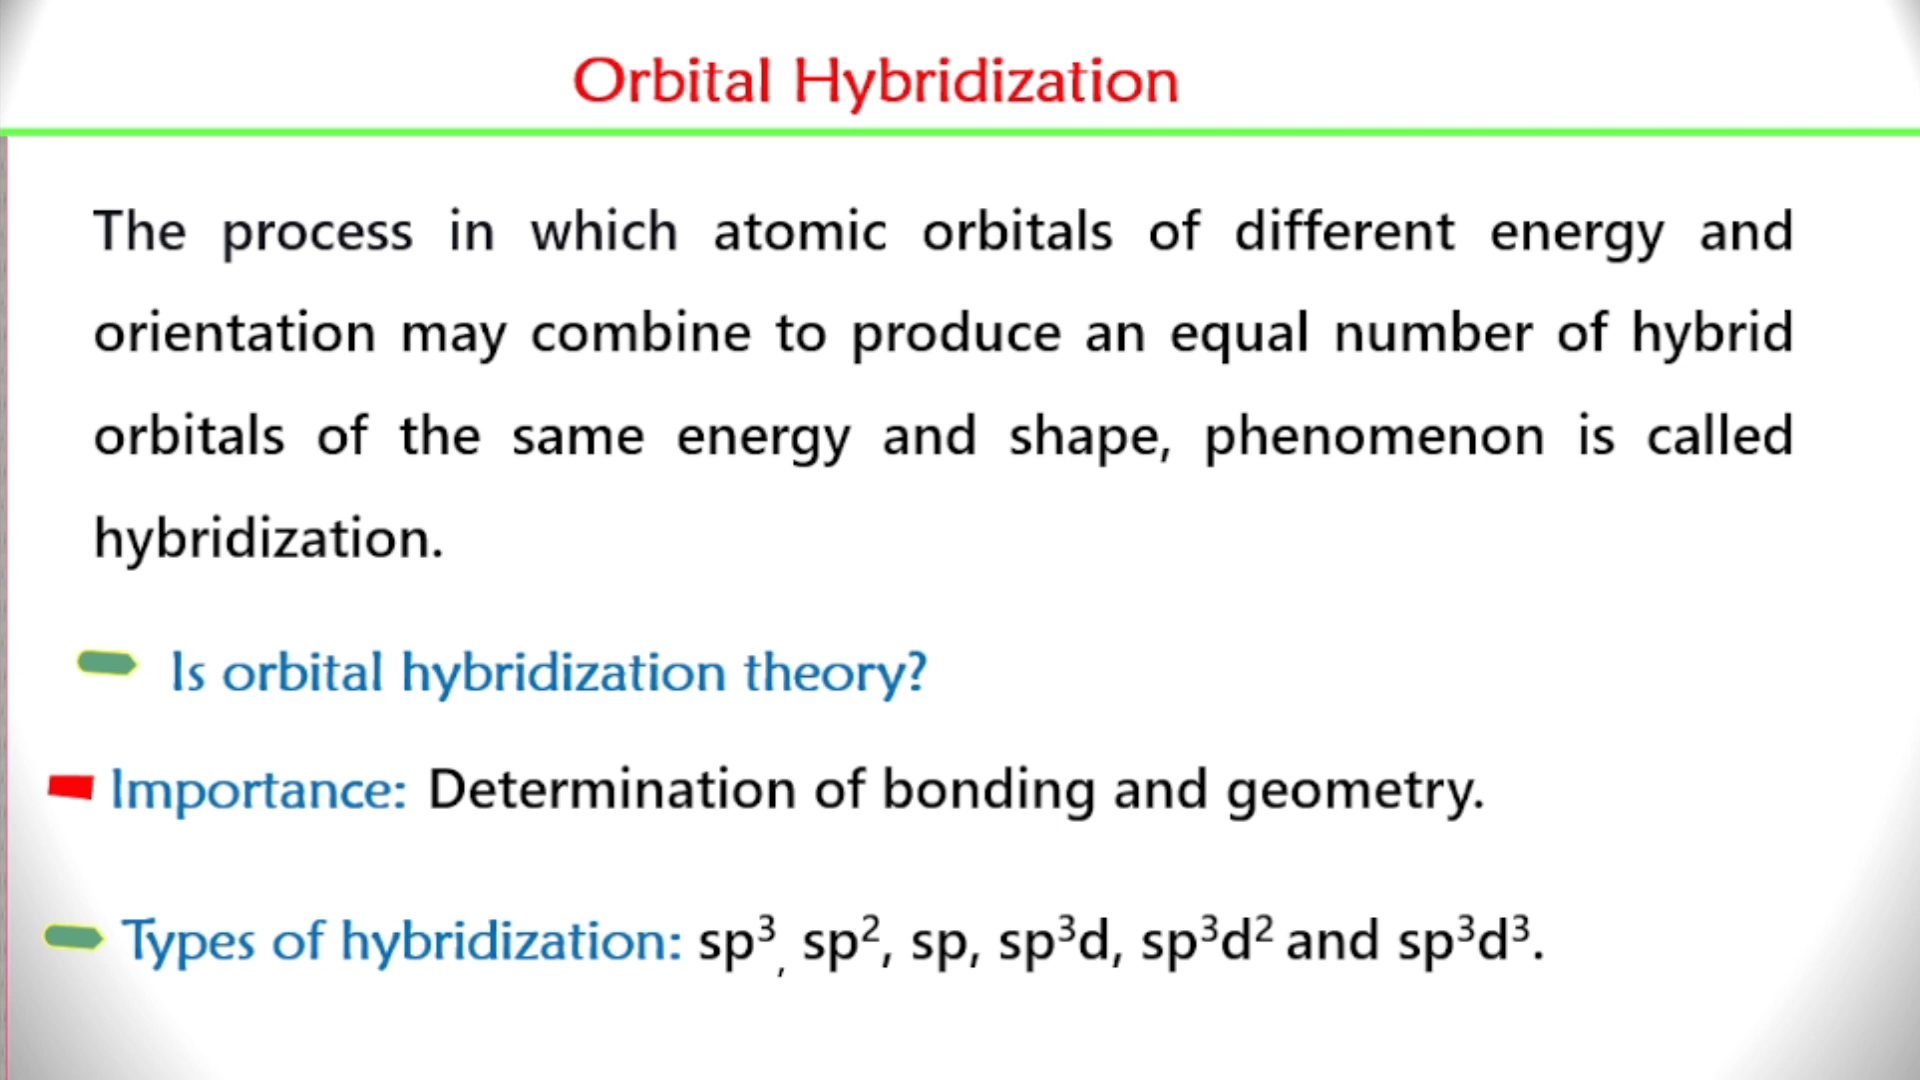 Orbital Hybridization
The process in which atomic orbitals of different energy and
orientation may combine to produce an equal number of hybrid
orbitals of the same energy and shape, phenomenon is called
hybridization.
Is orbital hybridization theory?
Importance: Determination of bonding and geometry.
Types of hybridization: sp³, sp², sp, sp³d, sp³d² and sp³d³.